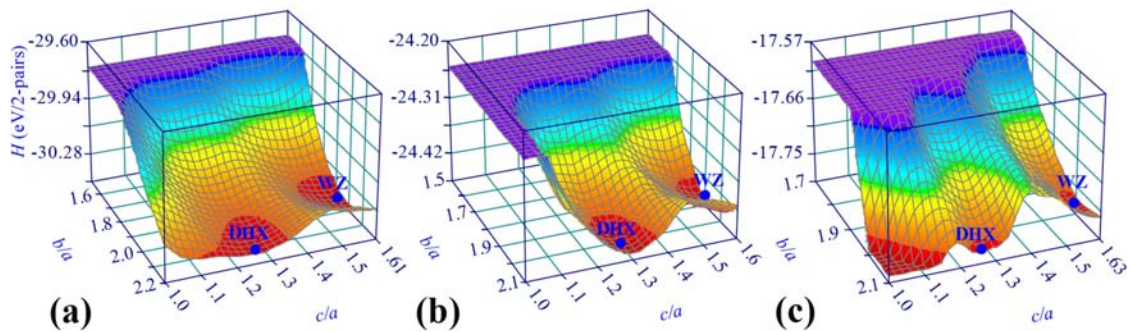 H (eV/2-pairs)
-29.60
-29.94
-30.28
1.6
1.8
2.0
2.2
b/a
1.0
1.1
1.2
1.3
1.4
1.5
1.61
c/a
WZ
DHX
(a)
-24.20
-24.31
-24.42
1.5
1.7
1.9
2.1
b/a
1.0
1.1
1.2
1.3
1.4
1.5
1.6
c/a
WZ
DHX
(b)
-17.57
-17.66
-17.75
1.7
1.9
2.1
b/a
1.0
1.1
1.2
1.3
1.4
1.5
1.63
c/a
WZ
DHX
(c)